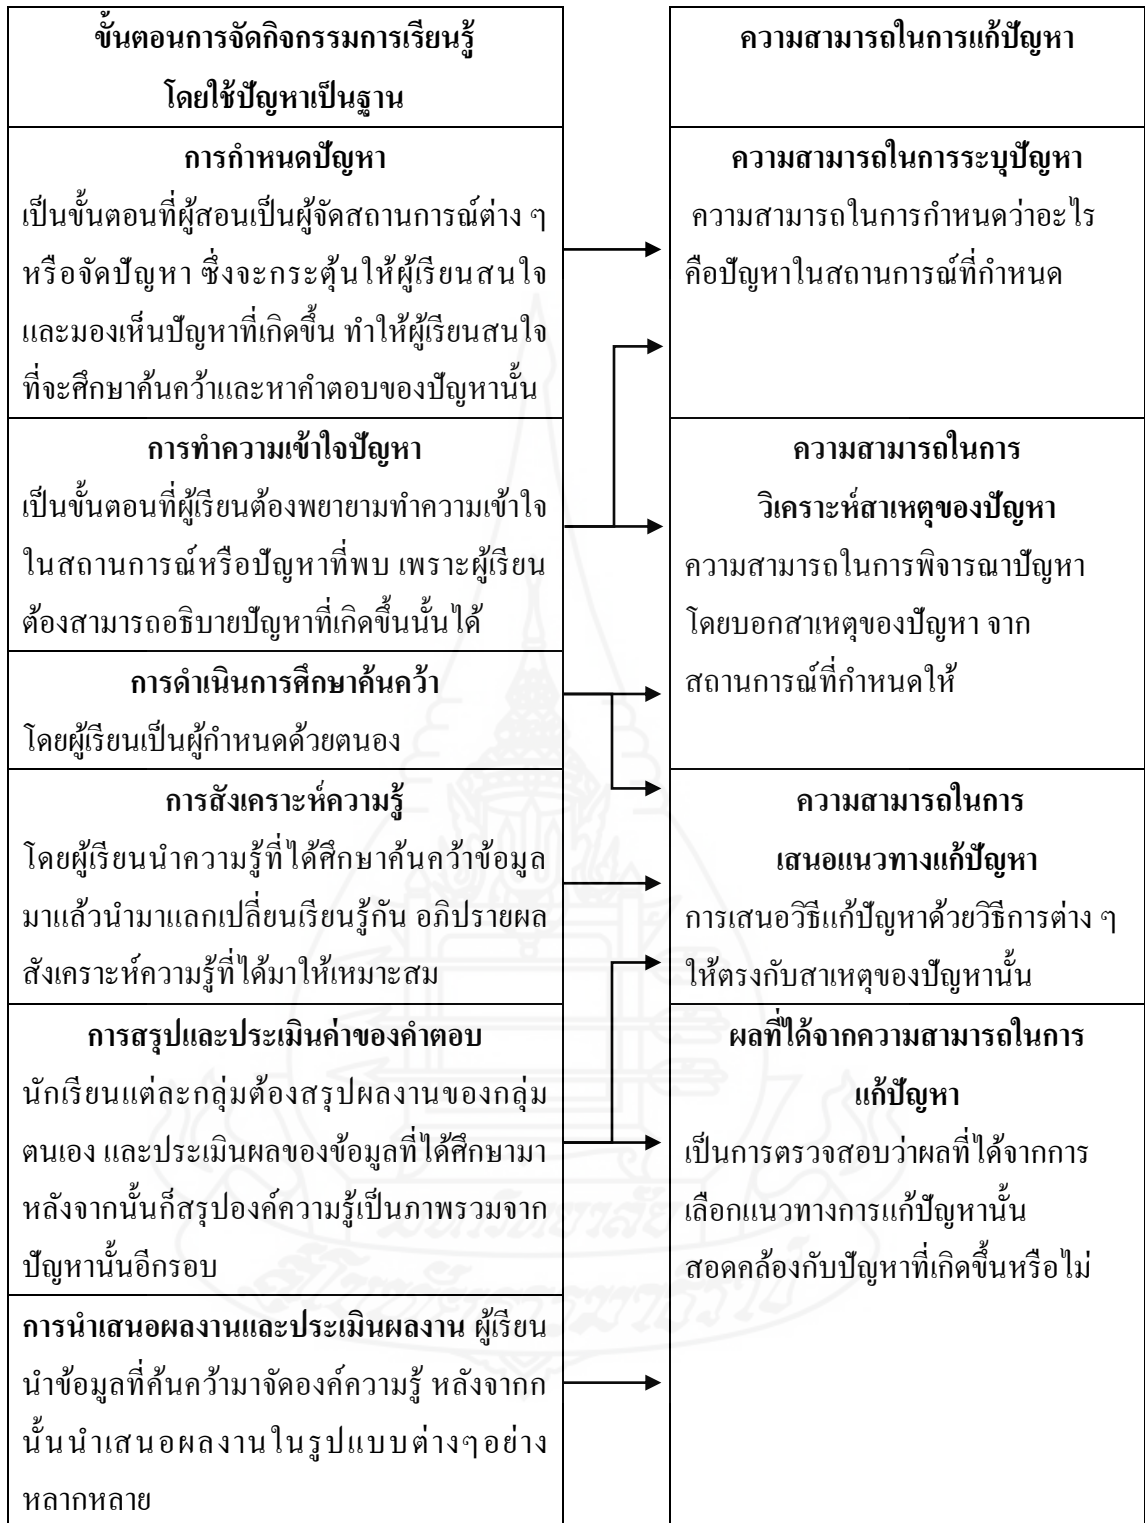 ขั้นตอนการจัดกิจกรรมการเรียนรู้
โดยใช้ปัญหาเป็นฐาน
การกำหนดปัญหา
เป็นขั้นตอนที่ผู้สอนเป็นผู้จัดสถานการณ์ต่าง ๆ
หรือจัดปัญหา ซึ่งจะกระตุ้นให้ผู้เรียนสนใจ
และมองเห็นปัญหาที่เกิดขึ้น ทำให้ผู้เรียนสนใจ
ที่จะศึกษาค้นคว้าและหาคำตอบของปัญหานั้น
การทำความเข้าใจปัญหา
เป็นขั้นตอนที่ผู้เรียนต้องพยายามทำความเข้าใจ
ในสถานการณ์หรือปัญหาที่พบ เพราะผู้เรียน
ต้องสามารถอธิบายปัญหาที่เกิดขึ้นนั้นได้
การดำเนินการศึกษาค้นคว้า
โดยผู้เรียนเป็นผู้กำหนดด้วยตนอง
การสังเคราะห์ความรู้
โดยผู้เรียนนำความรู้ที่ได้ศึกษาค้นคว้าข้อมูล
มาแล้วนำมาแลกเปลี่ยนเรียนรู้กัน อภิปรายผล
สังเคราะห์ความรู้ที่ได้มาให้เหมาะสม
การสรุปและประเมินค่าของคำตอบ
นักเรียนแต่ละกลุ่มต้องสรุปผลงานของกลุ่ม
ตนเอง และประเมินผลของข้อมูลที่ได้ศึกษามา
หลังจากนั้นก็สรุปองค์ความรู้เป็นภาพรวมจาก
ปัญหานั้นอีกรอบ
การนำเสนอผลงานและประเมินผลงาน ผู้เรียน
นำข้อมูลที่ค้นคว้ามาจัดองค์ความรู้ หลังจากก
นั้นนำเสนอผลงานในรูปแบบต่างๆอย่าง
หลากหลาย
ความสามารถในการแก้ปัญหา
ความสามารถในการระบุปัญหา
ความสามารถในการกำหนดว่าอะไร
คือปัญหาในสถานการณ์ที่กำหนด
ความสามารถในการ
วิเคราะห์สาเหตุของปัญหา
ความสามารถในการพิจารณาปัญหา
โดยบอกสาเหตุของปัญหา จาก
สถานการณ์ที่กำหนดให้
ความสามารถในการ
เสนอแนวทางแก้ปัญหา
การเสนอวิธีแก้ปัญหาด้วยวิธีการต่าง ๆ
ให้ตรงกับสาเหตุของปัญหานั้น
ผลที่ได้จากความสามารถในการ
แก้ปัญหา
เป็นการตรวจสอบว่าผลที่ได้จากการ
เลือกแนวทางการแก้ปัญหานั้น
สอดคล้องกับปัญหาที่เกิดขึ้นหรือไม่